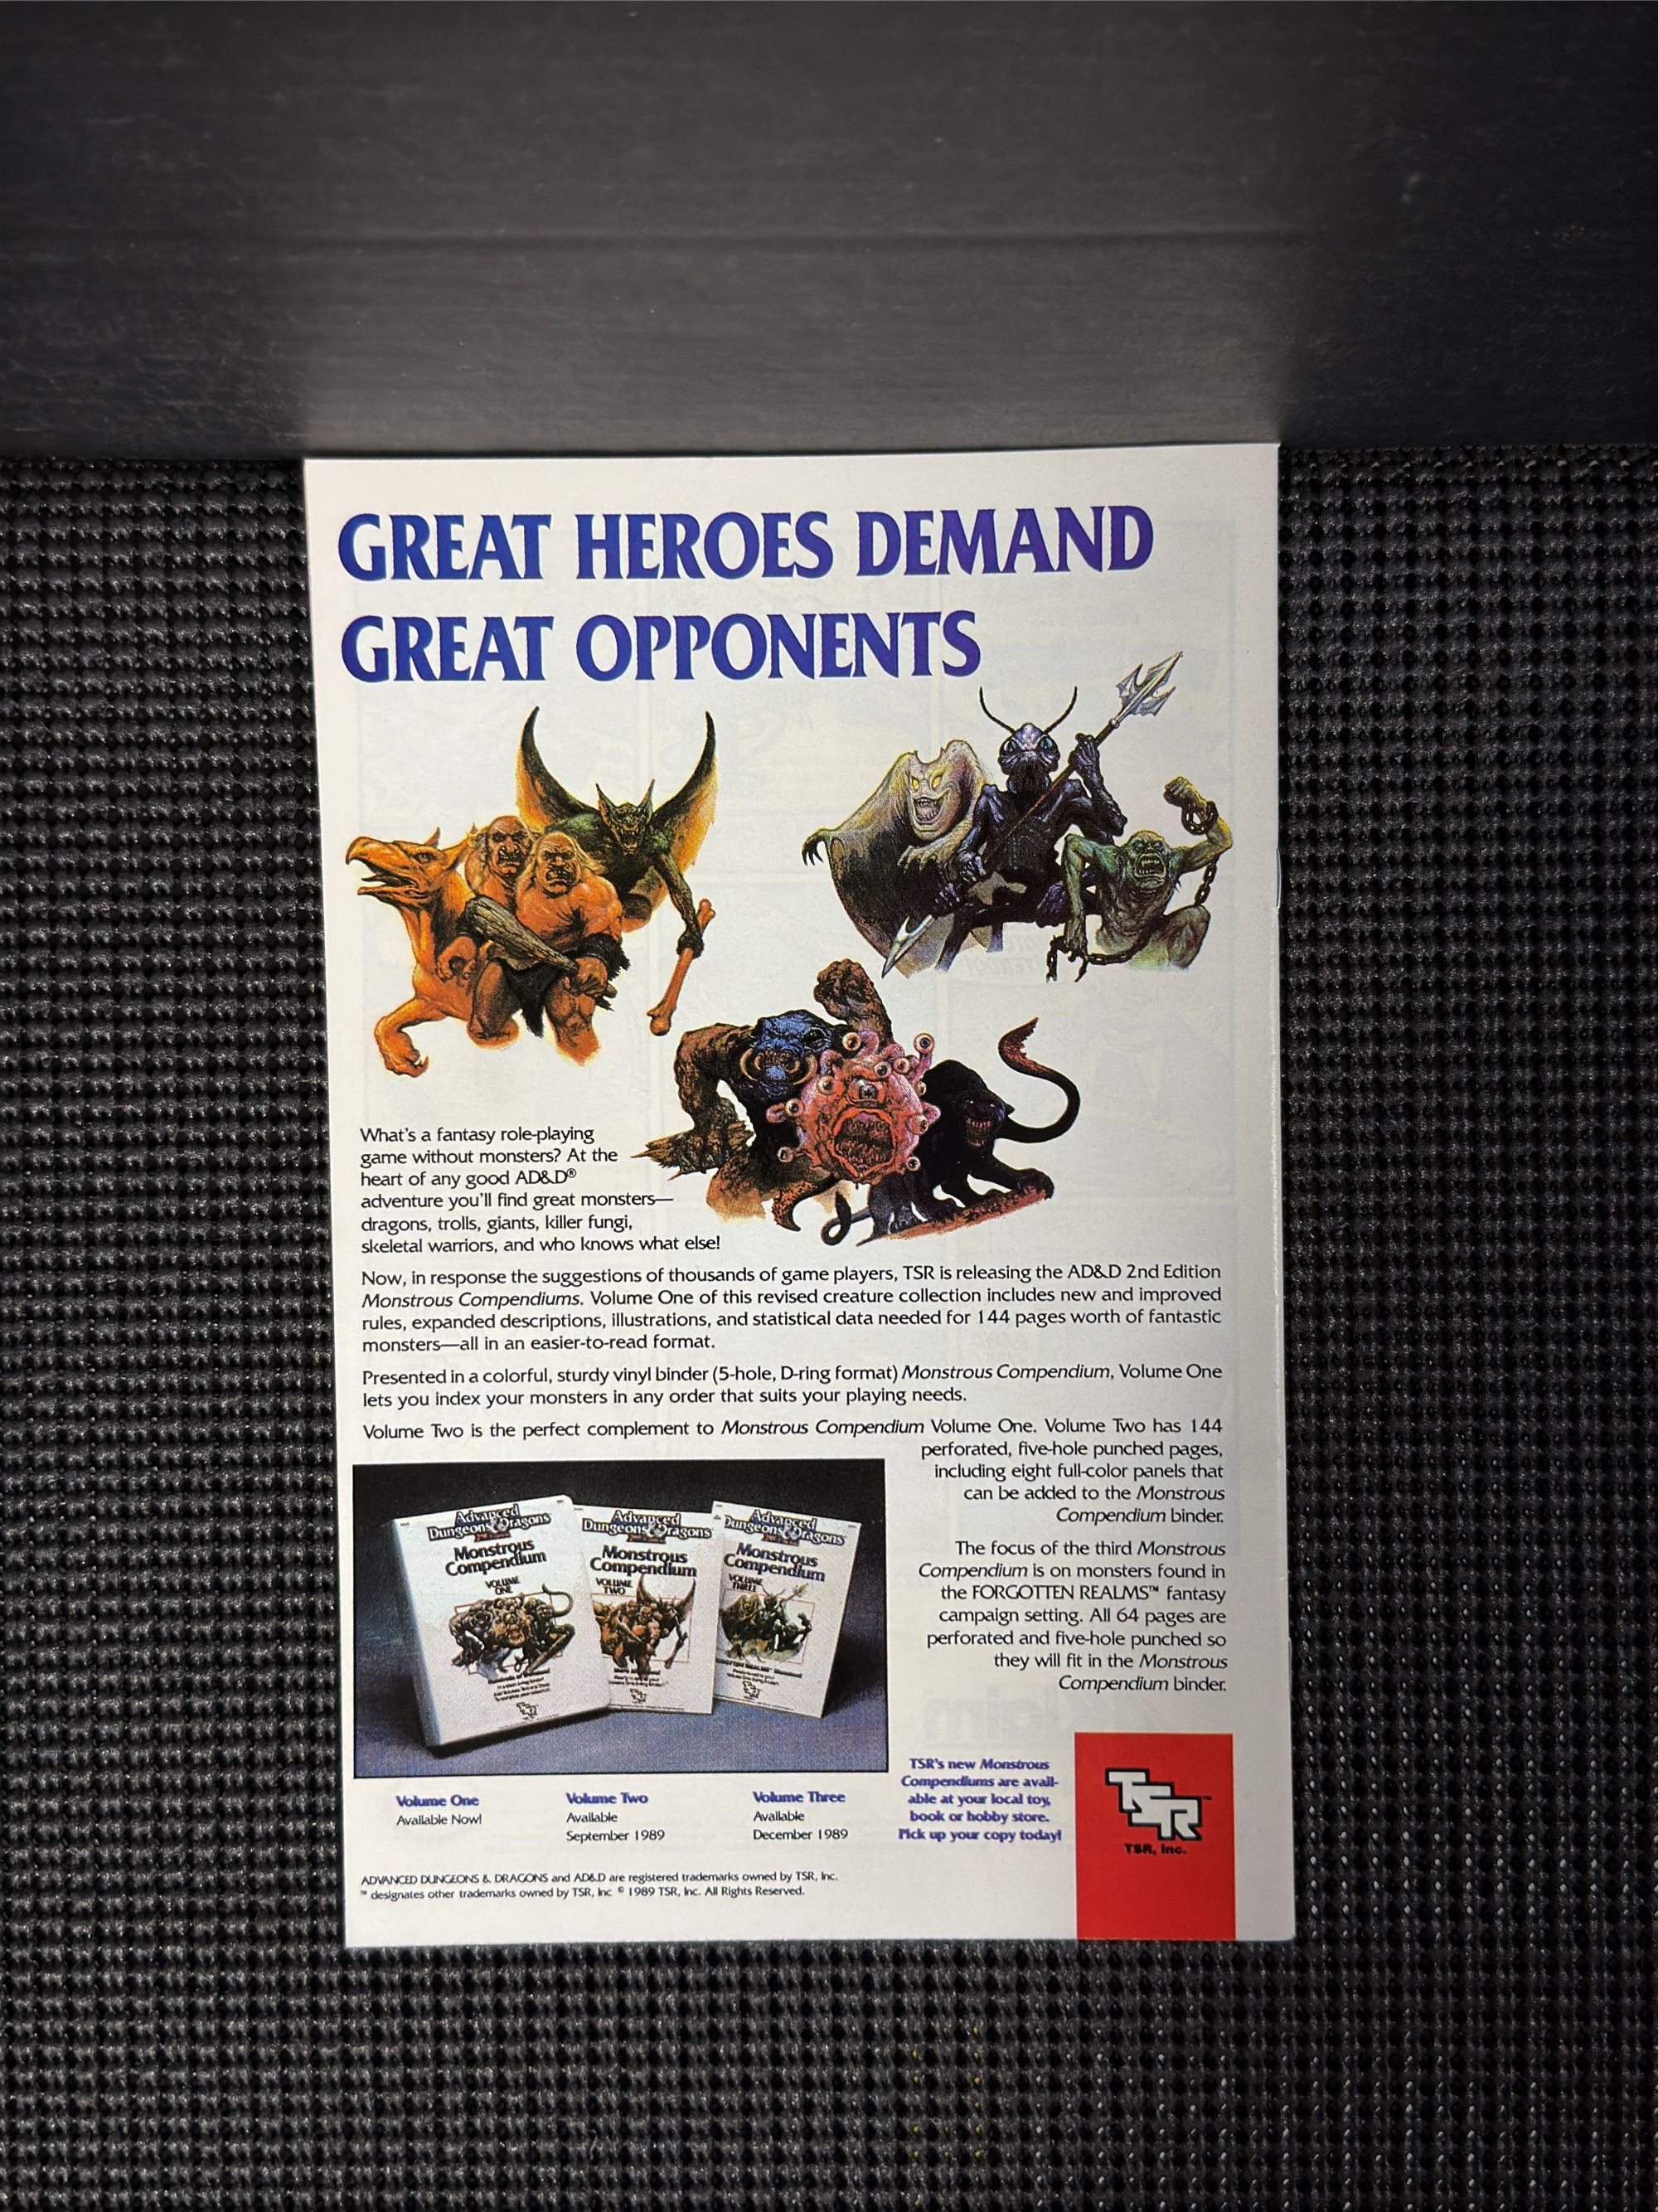 GREAT HEROES DEMAND
GREAT OPPONENTS
What's a fantasy role-playing
game without monsters? At the
heart of any good AD&D®
adventure you'll find great monsters—
dragons, trolls, giants, killer fungi,
skeletal warriors, and who knows what else!
Now, in response the suggestions of thousands of game players, TSR is releasing the AD&D 2nd Edition
Monstrous Compendiums. Volume One of this revised creature collection includes new and improved
rules, expanded descriptions, illustrations, and statistical data needed for 144 pages worth of fantastic
monsters—all in an easier-to-read format.
Presented in a colorful, sturdy vinyl binder (5-hole, D-ring format) Monstrous Compendium, Volume One
lets you index your monsters in any order that suits your playing needs.
Volume Two is the perfect complement to Monstrous Compendium Volume One. Volume Two has 144
perforated, five-hole punched pages,
including eight full-color panels that
can be added to the Monstrous
Compendium binder.
The focus of the third Monstrous
Compendium is on monsters found in
the FORGOTTEN REALMS™ fantasy
campaign setting. All 64 pages are
perforated and five-hole punched so
they will fit in the Monstrous
Compendium binder.
Advanced
Dungeons & Dragons
Monstrous
Compendium
VOLUME
ONE
TSR
Advanced
Dungeons & Dragons
Monstrous
Compendium
VOLUME
TWO
TSR
Advanced
Dungeons & Dragons
Monstrous
Compendium
VOLUME
THREE
TSR
Volume One
Available Now!
Volume Two
Available
September 1989
Volume Three
Available
December 1989
TSR's new Monstrous
Compendiums are avail-
able at your local toy,
book or hobby store.
Pick up your copy today!
TSR™
TSR, Inc.
ADVANCED DUNGEONS & DRAGONS and AD&D are registered trademarks owned by TSR, Inc.
™ designates other trademarks owned by TSR, Inc © 1989 TSR, Inc. All Rights Reserved.